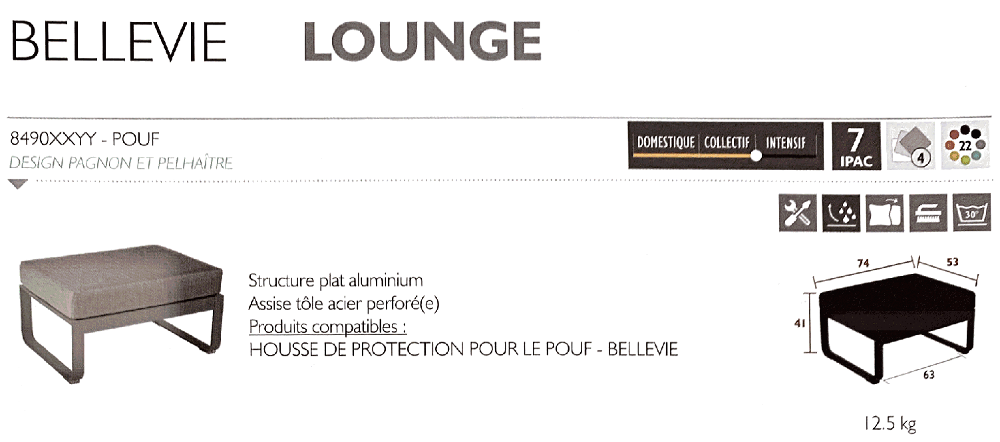 BELLEVIE LOUNGE
8490XXYY - POUF
DESIGN PAGNON ET PELHAÎTRE
DOMESTIQUE COLLECTIF INTENSIF
7
IPAC
4
22
30°
Structure plat aluminium
Assise tôle acier perforé(e)
Produits compatibles :
HOUSSE DE PROTECTION POUR LE POUF - BELLEVIE
74
53
41
63
12.5 kg